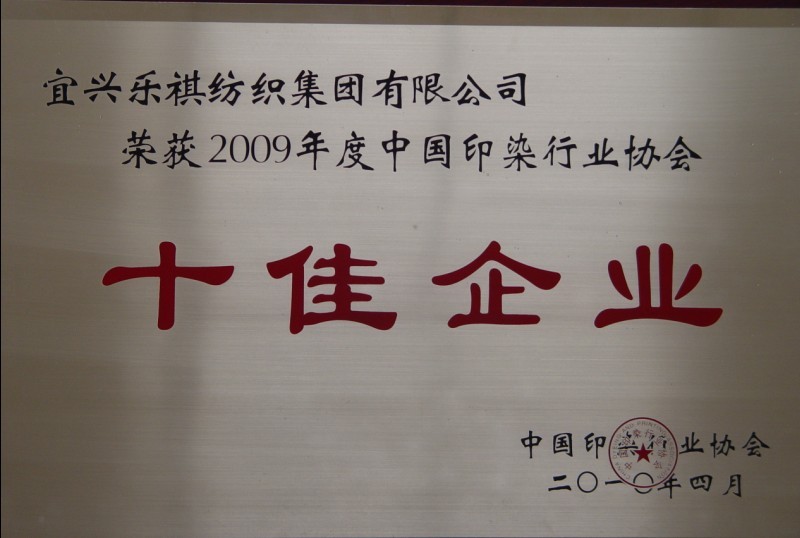 宜兴乐祺纺织集团有限公司
荣获2009年度中国印染行业协会
十佳企业
中国印染行业协会
二〇一〇年四月